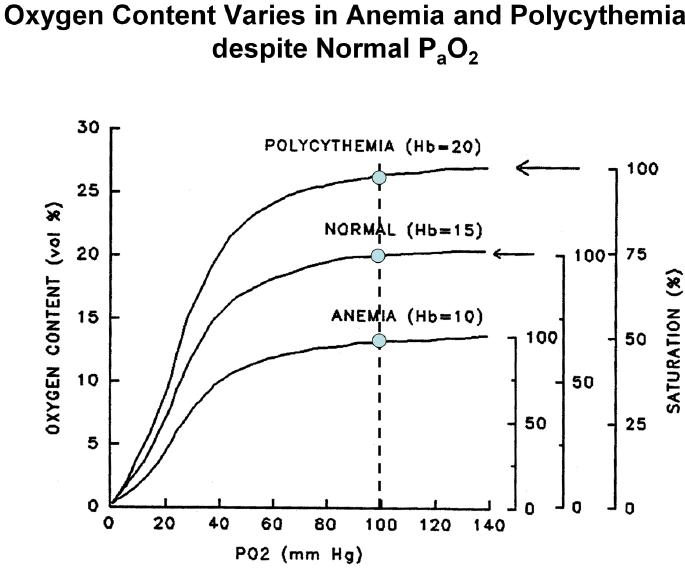 Oxygen Content Varies in Anemia and Polycythemia
despite Normal PaO2
30
25
20
15
10
5
0
OXYGEN CONTENT (vol %)
POLYCYTHEMIA (Hb=20)
NORMAL (Hb=15)
ANEMIA (Hb=10)
0 20 40 60 80 100 120 140
PO2 (mm Hg)
100
50
0
100
50
0
100
75
50
25
0
SATURATION (%)